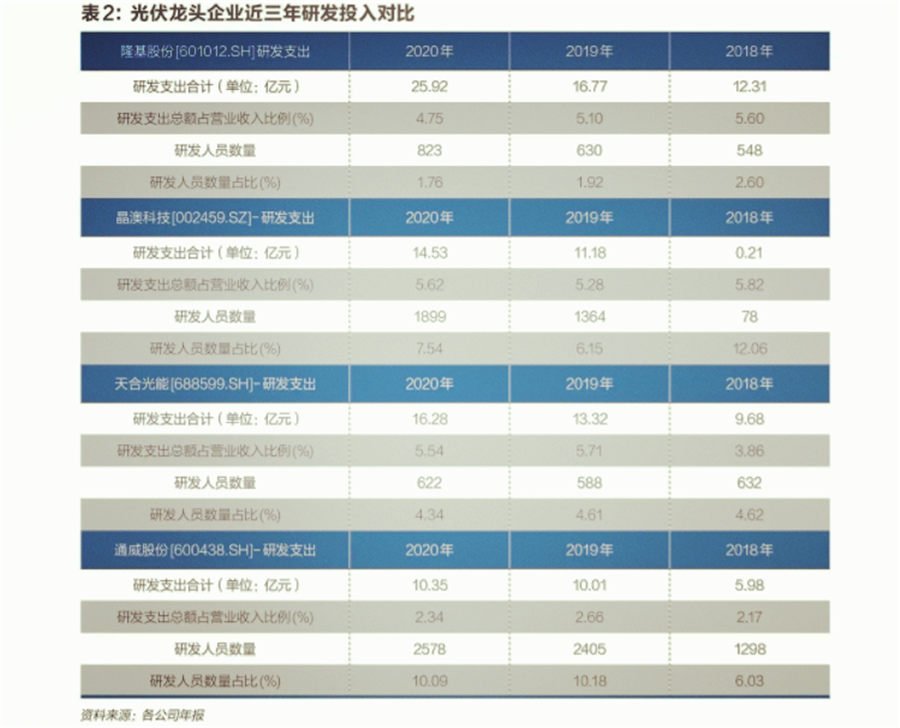 表2：光伏龙头企业近三年研发投入对比
隆基股份[601012.SH]研发支出 2020年 2019年 2018年
研发支出合计（单位：亿元） 25.92 16.77 12.31
研发支出总额占营业收入比例(%) 4.75 5.10 5.60
研发人员数量 823 630 548
研发人员数量占比(%) 1.76 1.92 2.60
晶澳科技[002459.SZ]-研发支出 2020年 2019年 2018年
研发支出合计（单位：亿元） 14.53 11.18 0.21
研发支出总额占营业收入比例(%) 5.62 5.28 5.82
研发人员数量 1899 1364 78
研发人员数量占比(%) 7.54 6.15 12.06
天合光能[688599.SH]-研发支出 2020年 2019年 2018年
研发支出合计（单位：亿元） 16.28 13.32 9.68
研发支出总额占营业收入比例(%) 5.54 5.71 3.86
研发人员数量 622 588 632
研发人员数量占比(%) 4.34 4.61 4.62
通威股份[600438.SH]-研发支出 2020年 2019年 2018年
研发支出合计（单位：亿元） 10.35 10.01 5.98
研发支出总额占营业收入比例(%) 2.34 2.66 2.17
研发人员数量 2578 2405 1298
研发人员数量占比(%) 10.09 10.18 6.03
资料来源：各公司年报